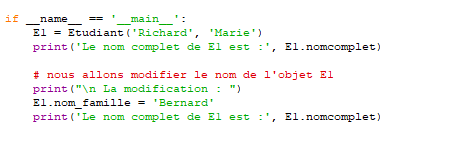 if __name__ == '__main__':
    E1 = Etudiant('Richard', 'Marie')
    print('Le nom complet de E1 est :', E1.nomcomplet)

    # nous allons modifier le nom de l'objet E1
    print("\n La modification : ")
    E1.nom_famille = 'Bernard'
    print('Le nom complet de E1 est :', E1.nomcomplet)